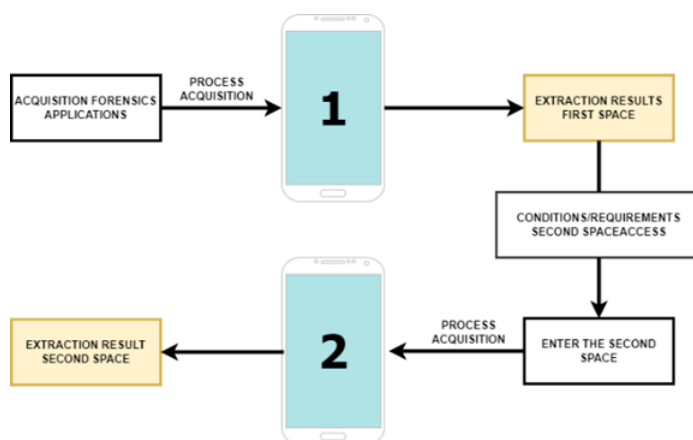 PROCESS
ACQUISITION
ACQUISITION FORENSICS
APPLICATIONS
1
EXTRACTION RESULTS
FIRST SPACE
CONDITIONS/REQUIREMENTS
SECOND SPACEACCESS
ENTER THE SECOND
SPACE
PROCESS
ACQUISITION
2
EXTRACTION RESULT
SECOND SPACE